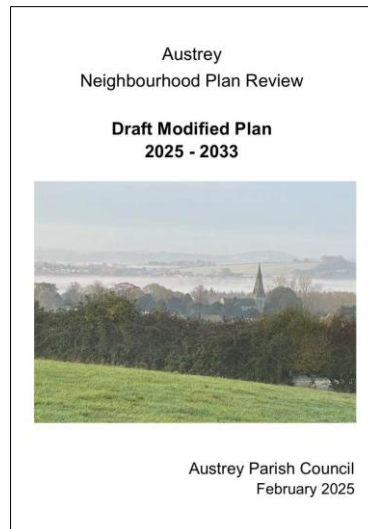 Austrey
Neighbourhood Plan Review
Draft Modified Plan
2025 - 2033
Austrey Parish Council
February 2025